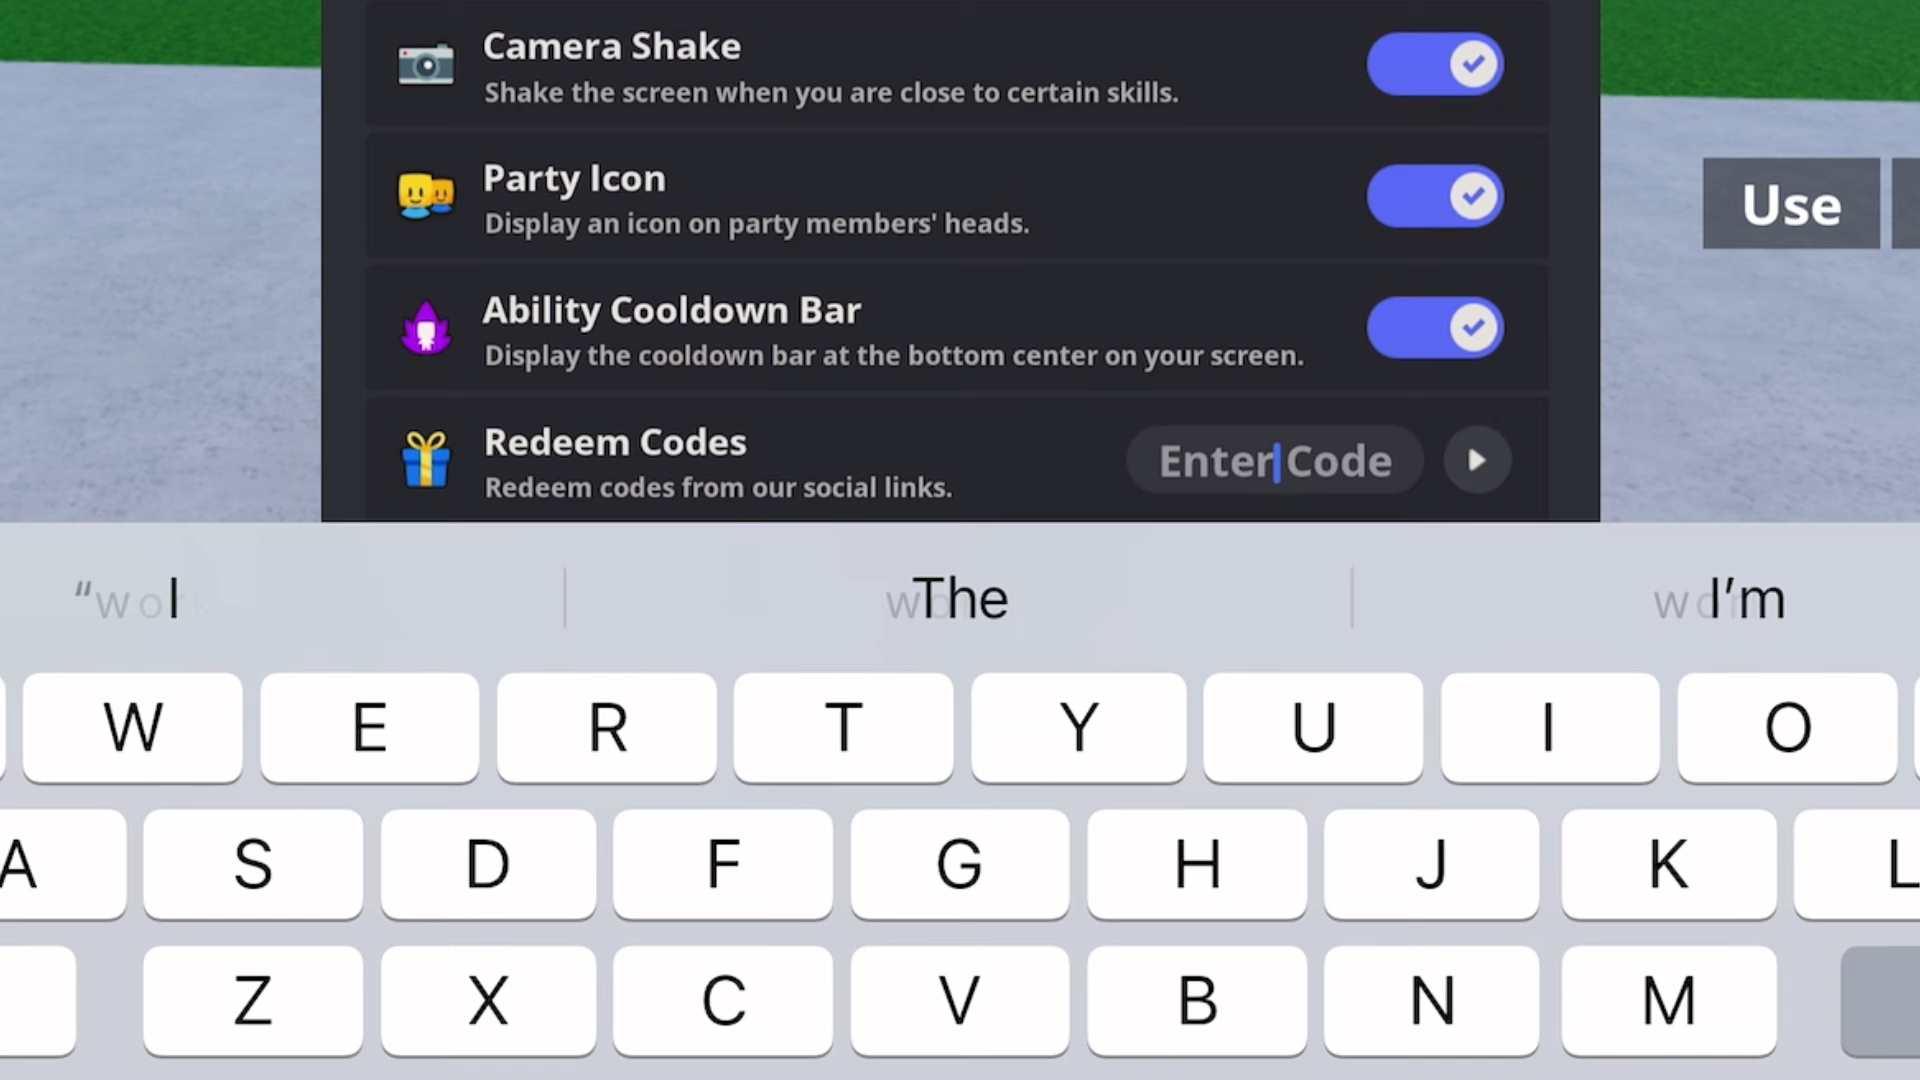 Camera Shake
Shake the screen when you are close to certain skills.
Party Icon
Display an icon on party members' heads.
Use
Ability Cooldown Bar
Display the cooldown bar at the bottom center on your screen.
Redeem Codes
Enter Code
Redeem codes from our social links.
I The I'm
W E R T Y U I O
A S D F G H J K L
Z X C V B N M